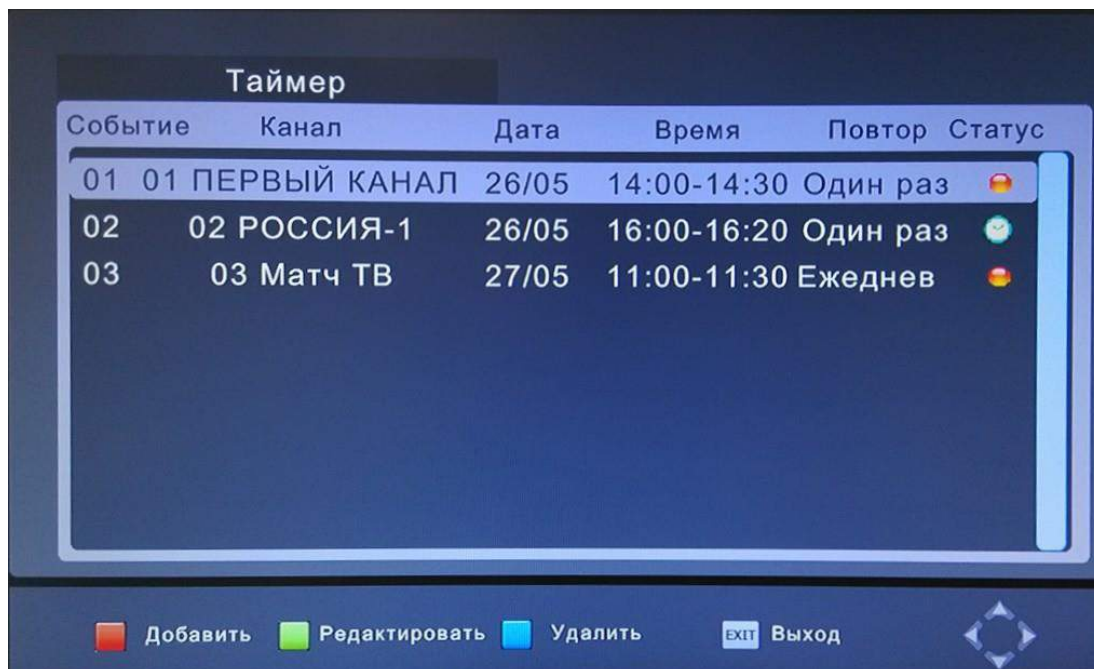 Таймер
Событие Канал Дата Время Повтор Статус
01 01 ПЕРВЫЙ КАНАЛ 26/05 14:00-14:30 Один раз
02 02 РОССИЯ-1 26/05 16:00-16:20 Один раз
03 03 Матч ТВ 27/05 11:00-11:30 Ежеднев
Добавить Редактировать Удалить EXIT Выход